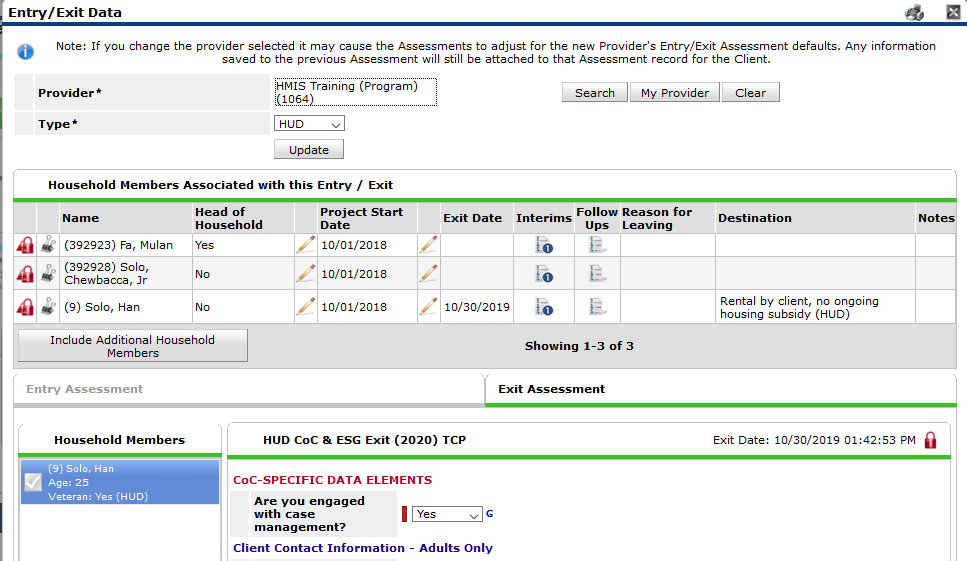 Entry/Exit Data
Note: If you change the provider selected it may cause the Assessments to adjust for the new Provider's Entry/Exit Assessment defaults. Any information
saved to the previous Assessment will still be attached to that Assessment record for the Client.
Provider* HMIS Training (Program) (1064) Search My Provider Clear
Type* HUD
Update
Household Members Associated with this Entry / Exit
Name Head of Household Project Start Date Exit Date Interims Follow Ups Reason for Leaving Destination Notes
(392923) Fa, Mulan Yes 10/01/2018 1
(392928) Solo, Chewbacca, Jr No 10/01/2018 1
(9) Solo, Han No 10/01/2018 10/30/2019 1 Rental by client, no ongoing housing subsidy (HUD)
Include Additional Household Members Showing 1-3 of 3
Entry Assessment Exit Assessment
Household Members HUD CoC & ESG Exit (2020) TCP Exit Date: 10/30/2019 01:42:53 PM
(9) Solo, Han
Age: 25
Veteran: Yes (HUD)
CoC-SPECIFIC DATA ELEMENTS
Are you engaged with case management? Yes G
Client Contact Information - Adults Only